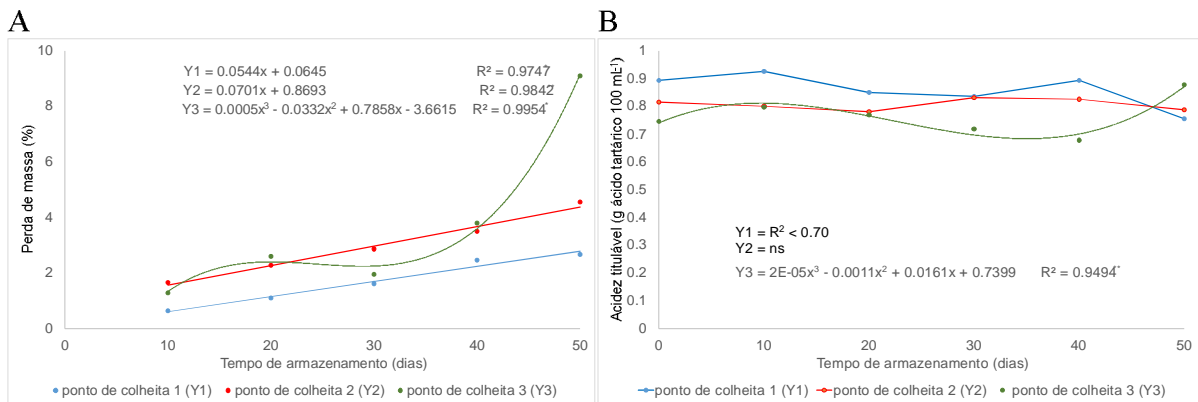 A
Y1 = 0.0544x + 0.0645 R² = 0.9747*
Y2 = 0.0701x + 0.8693 R² = 0.9842*
Y3 = 0.0005x³ - 0.0332x² + 0.7858x - 3.6615 R² = 0.9954*
Perda de massa (%)
10
8
6
4
2
0
0 10 20 30 40 50
Tempo de armazenamento (dias)
ponto de colheita 1 (Y1) ponto de colheita 2 (Y2) ponto de colheita 3 (Y3)
B
Acidez titulável (g ácido tartárico 100 mL-¹)
1
0.9
0.8
0.7
0.6
0.5
0.4
0.3
0.2
0.1
0
Y1 = R² < 0.70
Y2 = ns
Y3 = 2E-05x³ - 0.0011x² + 0.0161x + 0.7399 R² = 0.9494*
0 10 20 30 40 50
Tempo de armazenamento (dias)
ponto de colheita 1 (Y1) ponto de colheita 2 (Y2) ponto de colheita 3 (Y3)